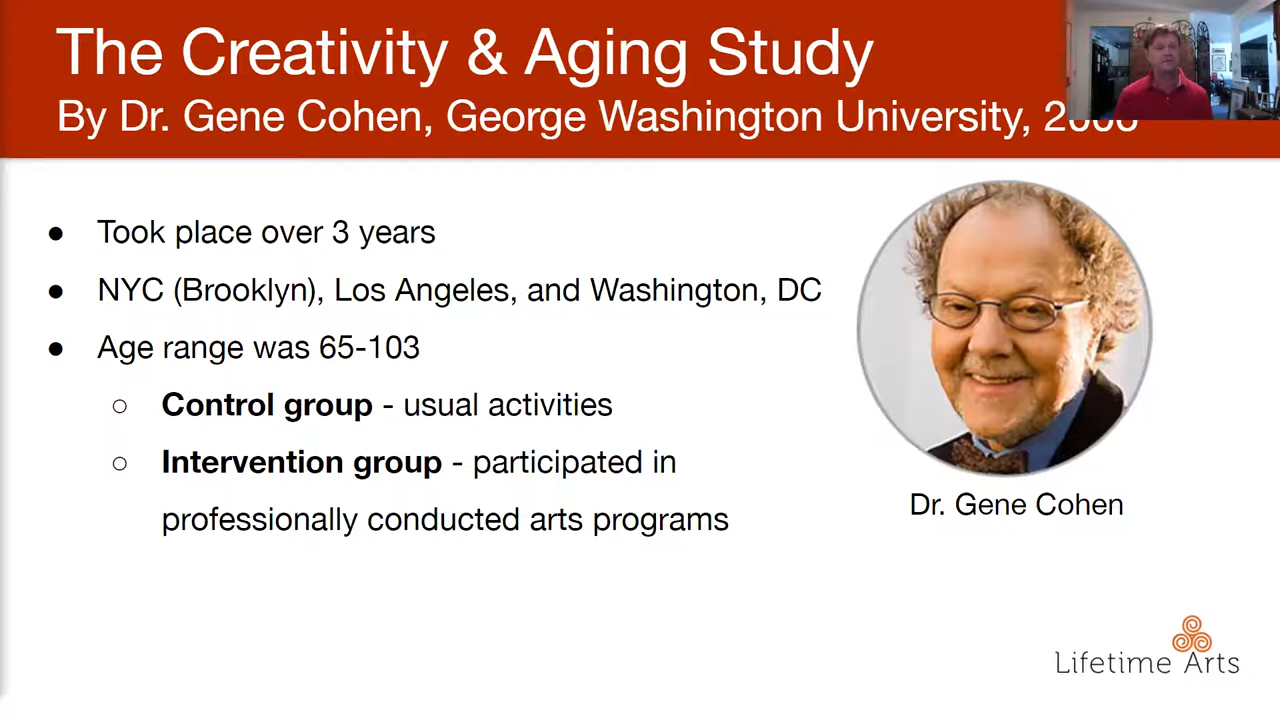 The Creativity & Aging Study
By Dr. Gene Cohen, George Washington University,
● Took place over 3 years
● NYC (Brooklyn), Los Angeles, and Washington, DC
● Age range was 65-103
○ Control group - usual activities
○ Intervention group - participated in
professionally conducted arts programs
Dr. Gene Cohen
Lifetime Arts